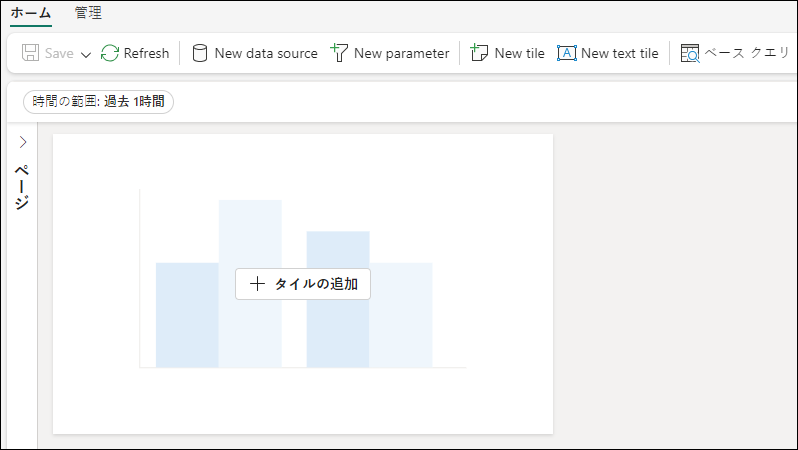 ホーム 管理
Save Refresh New data source New parameter New tile New text tile ベース クエリ
時間の範囲: 過去 1時間
ページ
タイルの追加